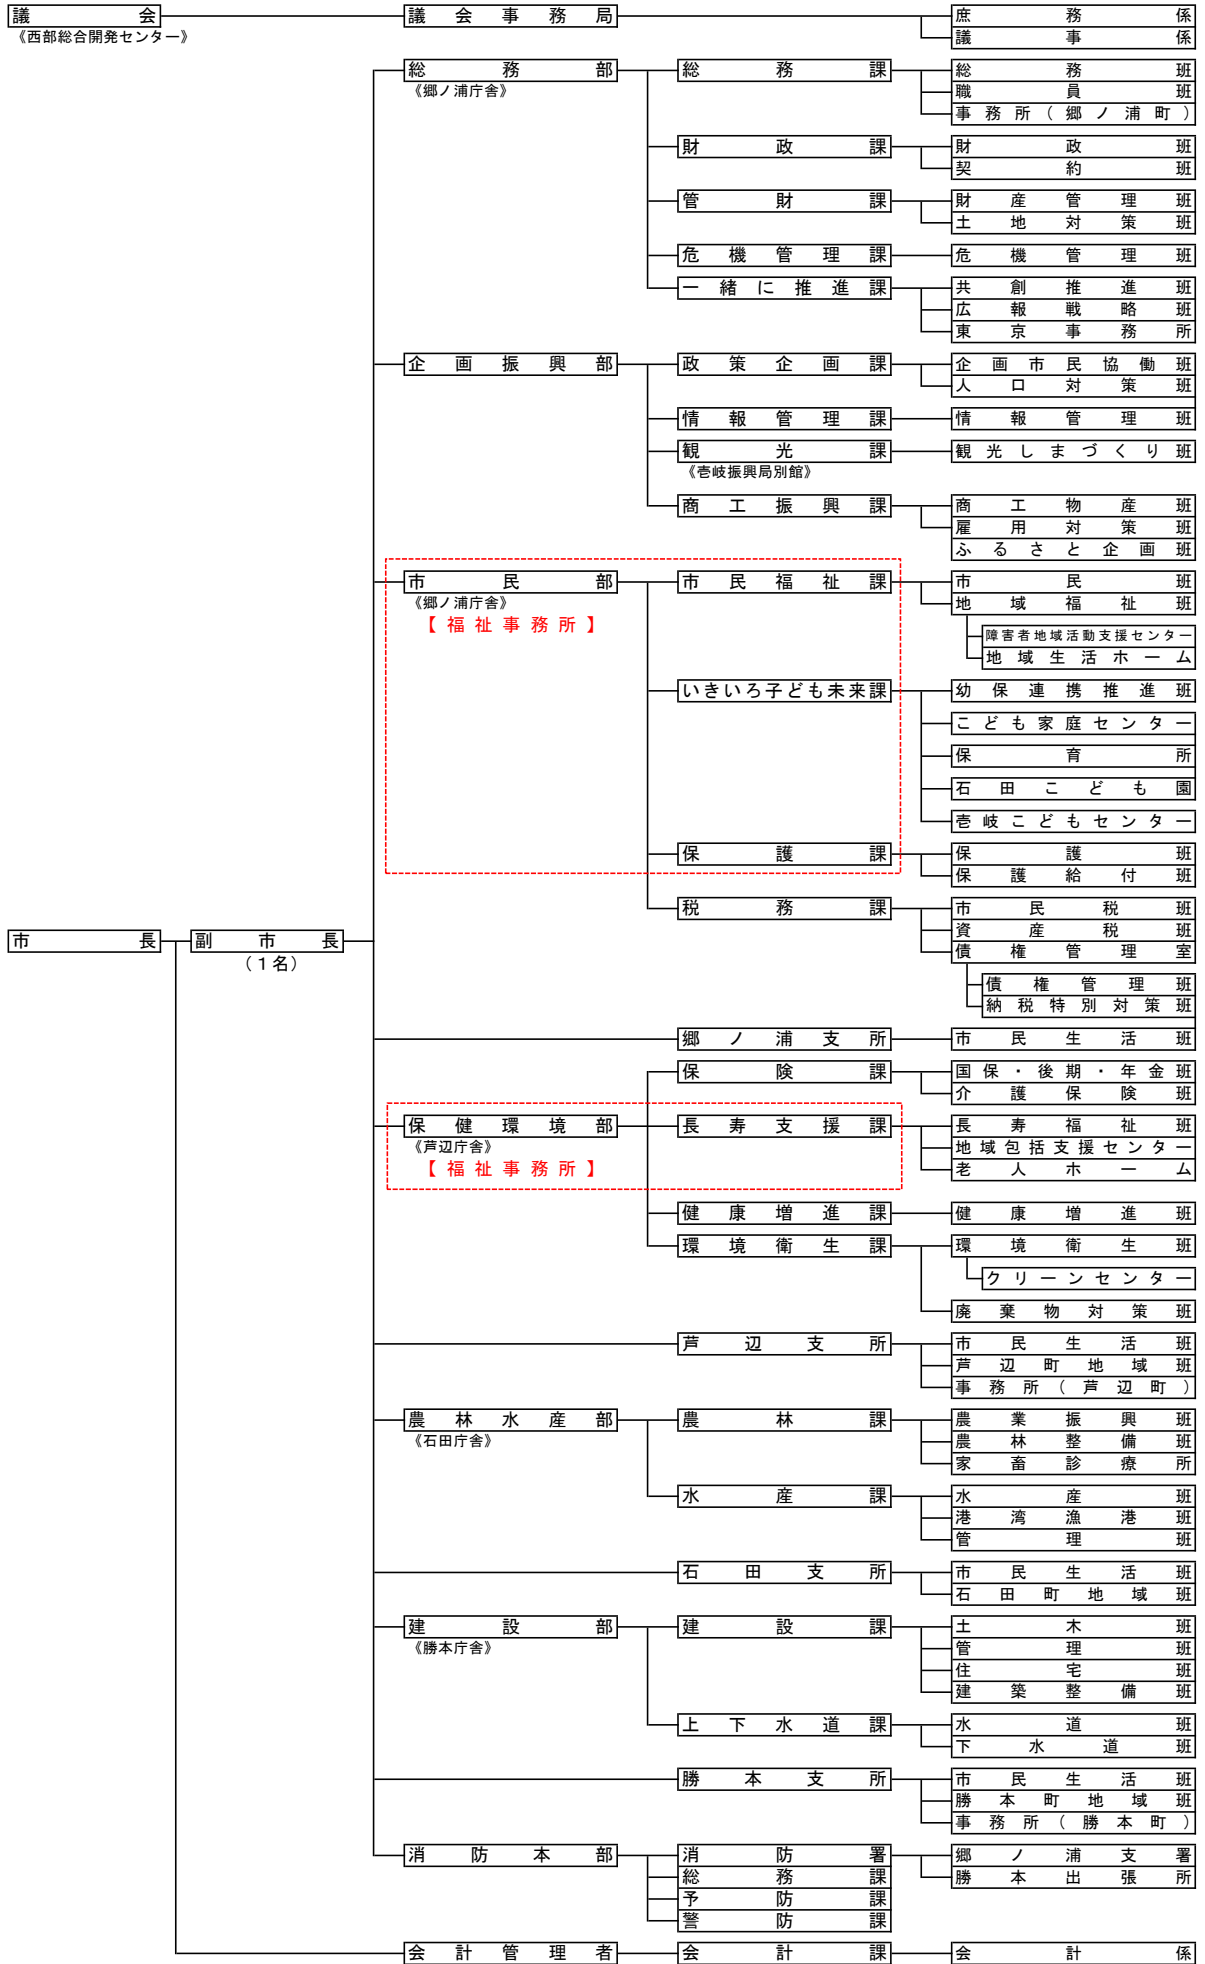 議会 議会事務局 庶務係
《西部総合開発センター》 議事係
総務部 総務課 総務班
《郷ノ浦庁舎》 職員班
事務所(郷ノ浦町)
財政課 財政班
契約班
管財課 財産管理班
土地対策班
危機管理課 危機管理班
一緒に推進課 共創推進班
広報戦略班
東京事務所
企画振興部 政策企画課 企画市民協働班
人口対策班
情報管理課 情報管理班
観光課 観光しまづくり班
《壱岐振興局別館》
商工振興課 商工物産班
雇用対策班
ふるさと企画班
市民部 市民福祉課 市民班
《郷ノ浦庁舎》 地域福祉班
【福祉事務所】
障害者地域活動支援センター
地域生活ホーム
いきいろ子ども未来課 幼保連携推進班
こども家庭センター
保育所
石田こども園
壱岐こどもセンター
保護課 保護班
保護給付班
税務課 市民税班
資産税班
市長 副市長 債権管理室
(1名)
債権管理班
納税特別対策班
郷ノ浦支所 市民生活班
保険課 国保・後期・年金班
介護保険班
保健環境部 長寿支援課 長寿福祉班
《芦辺庁舎》 地域包括支援センター
【福祉事務所】 老人ホーム
健康増進課 健康増進班
環境衛生課 環境衛生班
クリーンセンター
廃棄物対策班
芦辺支所 市民生活班
芦辺町地域班
事務所(芦辺町)
農林水産部 農林課 農業振興班
《石田庁舎》 農林整備班
家畜診療所
水産課 水産班
港湾漁港班
管理班
石田支所 市民生活班
石田町地域班
建設部 建設課 土木班
《勝本庁舎》 管理班
住宅班
建築整備班
上下水道課 水道班
下水道班
勝本支所 市民生活班
勝本町地域班
事務所(勝本町)
消防本部 消防署 郷ノ浦支署
総務課 勝本出張所
予防課
警防課
会計管理者 会計課 会計係